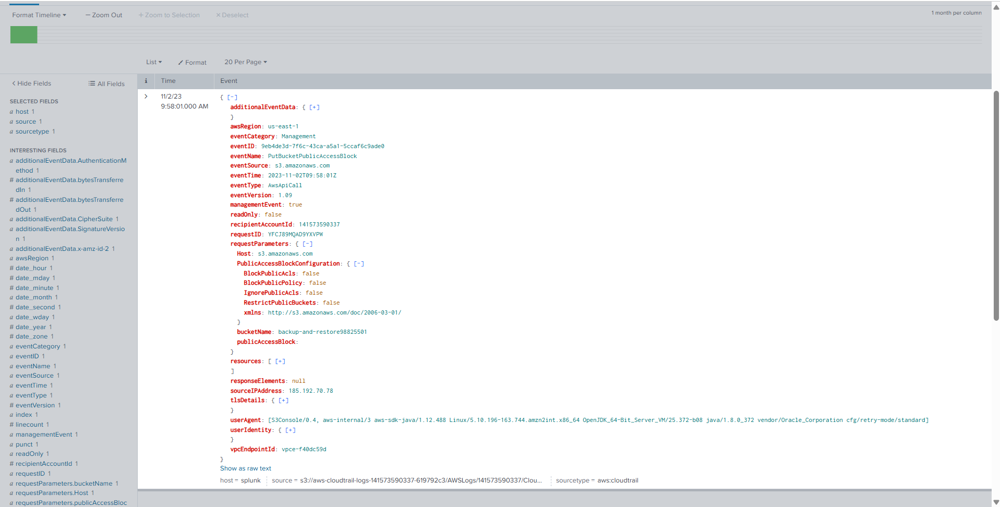 Format Timeline
— Zoom Out
+ Zoom to Selection
× Deselect
1 month per column
List
Format
20 Per Page
< Hide Fields
All Fields
i
Time
Event
SELECTED FIELDS
a host 1
a source 1
a sourcetype 1
INTERESTING FIELDS
a additionalEventData.AuthenticationM
ethod 1
# additionalEventData.bytesTransferre
dIn 1
# additionalEventData.bytesTransferre
dOut 1
a additionalEventData.CipherSuite 1
a additionalEventData.SignatureVersio
n 1
a additionalEventData.x-amz-id-2 1
a awsRegion 1
# date_hour 1
# date_mday 1
# date_minute 1
a date_month 1
# date_second 1
a date_wday 1
# date_year 1
# date_zone 1
a eventCategory 1
a eventID 1
a eventName 1
a eventSource 1
a eventTime 1
a eventType 1
# eventVersion 1
a index 1
# linecount 1
a managementEvent 1
a punct 1
a readOnly 1
# recipientAccountId 1
a requestID 1
a requestParameters.bucketName 1
a requestParameters.Host 1
a requestParameters.publicAccessBloc
> 11/2/23
9:58:01.000 AM
{ [-]
additionalEventData: { [+]
}
awsRegion: us-east-1
eventCategory: Management
eventID: 9eb4de3d-7f6c-43ca-a5a1-5ccaf6c9ade0
eventName: PutBucketPublicAccessBlock
eventSource: s3.amazonaws.com
eventTime: 2023-11-02T09:58:01Z
eventType: AwsApiCall
eventVersion: 1.09
managementEvent: true
readOnly: false
recipientAccountId: 141573590337
requestID: YFCJ89MQAD9YXVPW
requestParameters: { [-]
Host: s3.amazonaws.com
PublicAccessBlockConfiguration: { [-]
BlockPublicAcls: false
BlockPublicPolicy: false
IgnorePublicAcls: false
RestrictPublicBuckets: false
xmlns: http://s3.amazonaws.com/doc/2006-03-01/
}
bucketName: backup-and-restore98825501
publicAccessBlock:
}
resources: [ [+]
]
responseElements: null
sourceIPAddress: 185.192.70.78
tlsDetails: { [+]
}
userAgent: [S3Console/0.4, aws-internal/3 aws-sdk-java/1.12.488 Linux/5.10.196-163.744.amzn2int.x86_64 OpenJDK_64-Bit_Server_VM/25.372-b08 java/1.8.0_372 vendor/Oracle_Corporation cfg/retry-mode/standard]
userIdentity: { [+]
}
vpcEndpointId: vpce-f40dc59d
}
Show as raw text
host = splunk
source = s3://aws-cloudtrail-logs-141573590337-619792c3/AWSLogs/141573590337/Clou...
sourcetype = aws:cloudtrail